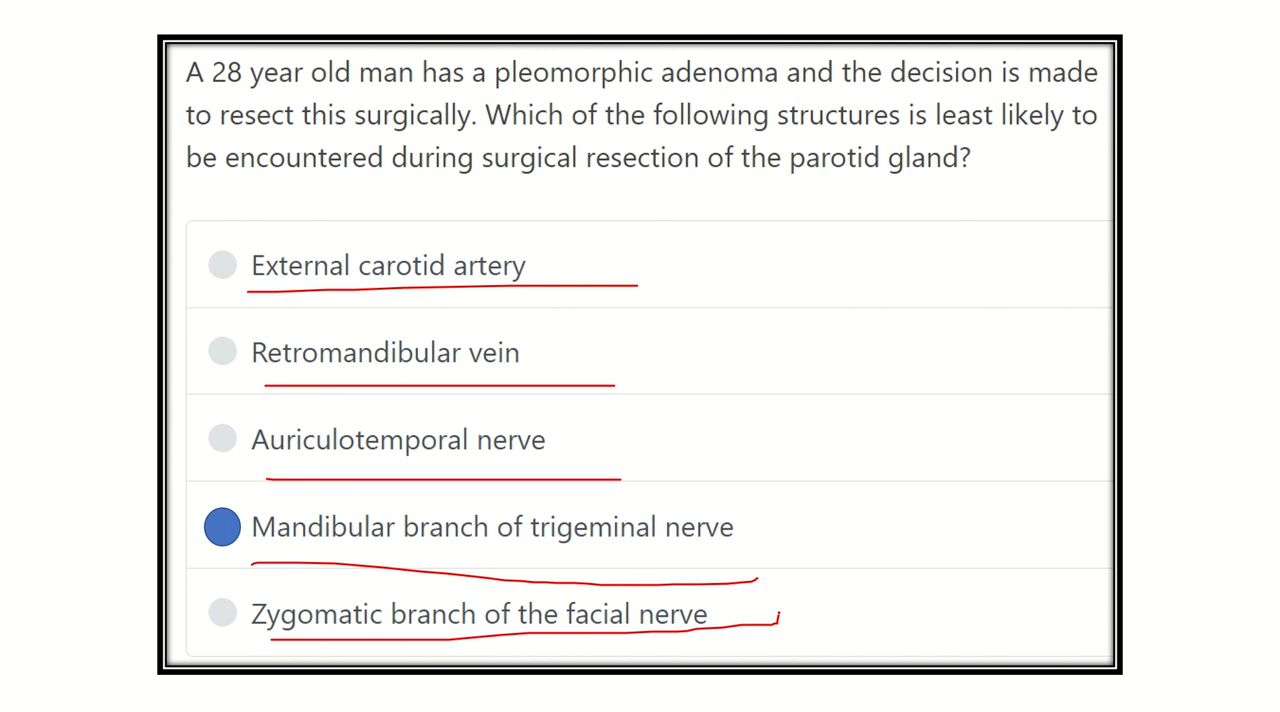 A 28 year old man has a pleomorphic adenoma and the decision is made
to resect this surgically. Which of the following structures is least likely to
be encountered during surgical resection of the parotid gland?
External carotid artery
Retromandibular vein
Auriculotemporal nerve
Mandibular branch of trigeminal nerve
Zygomatic branch of the facial nerve